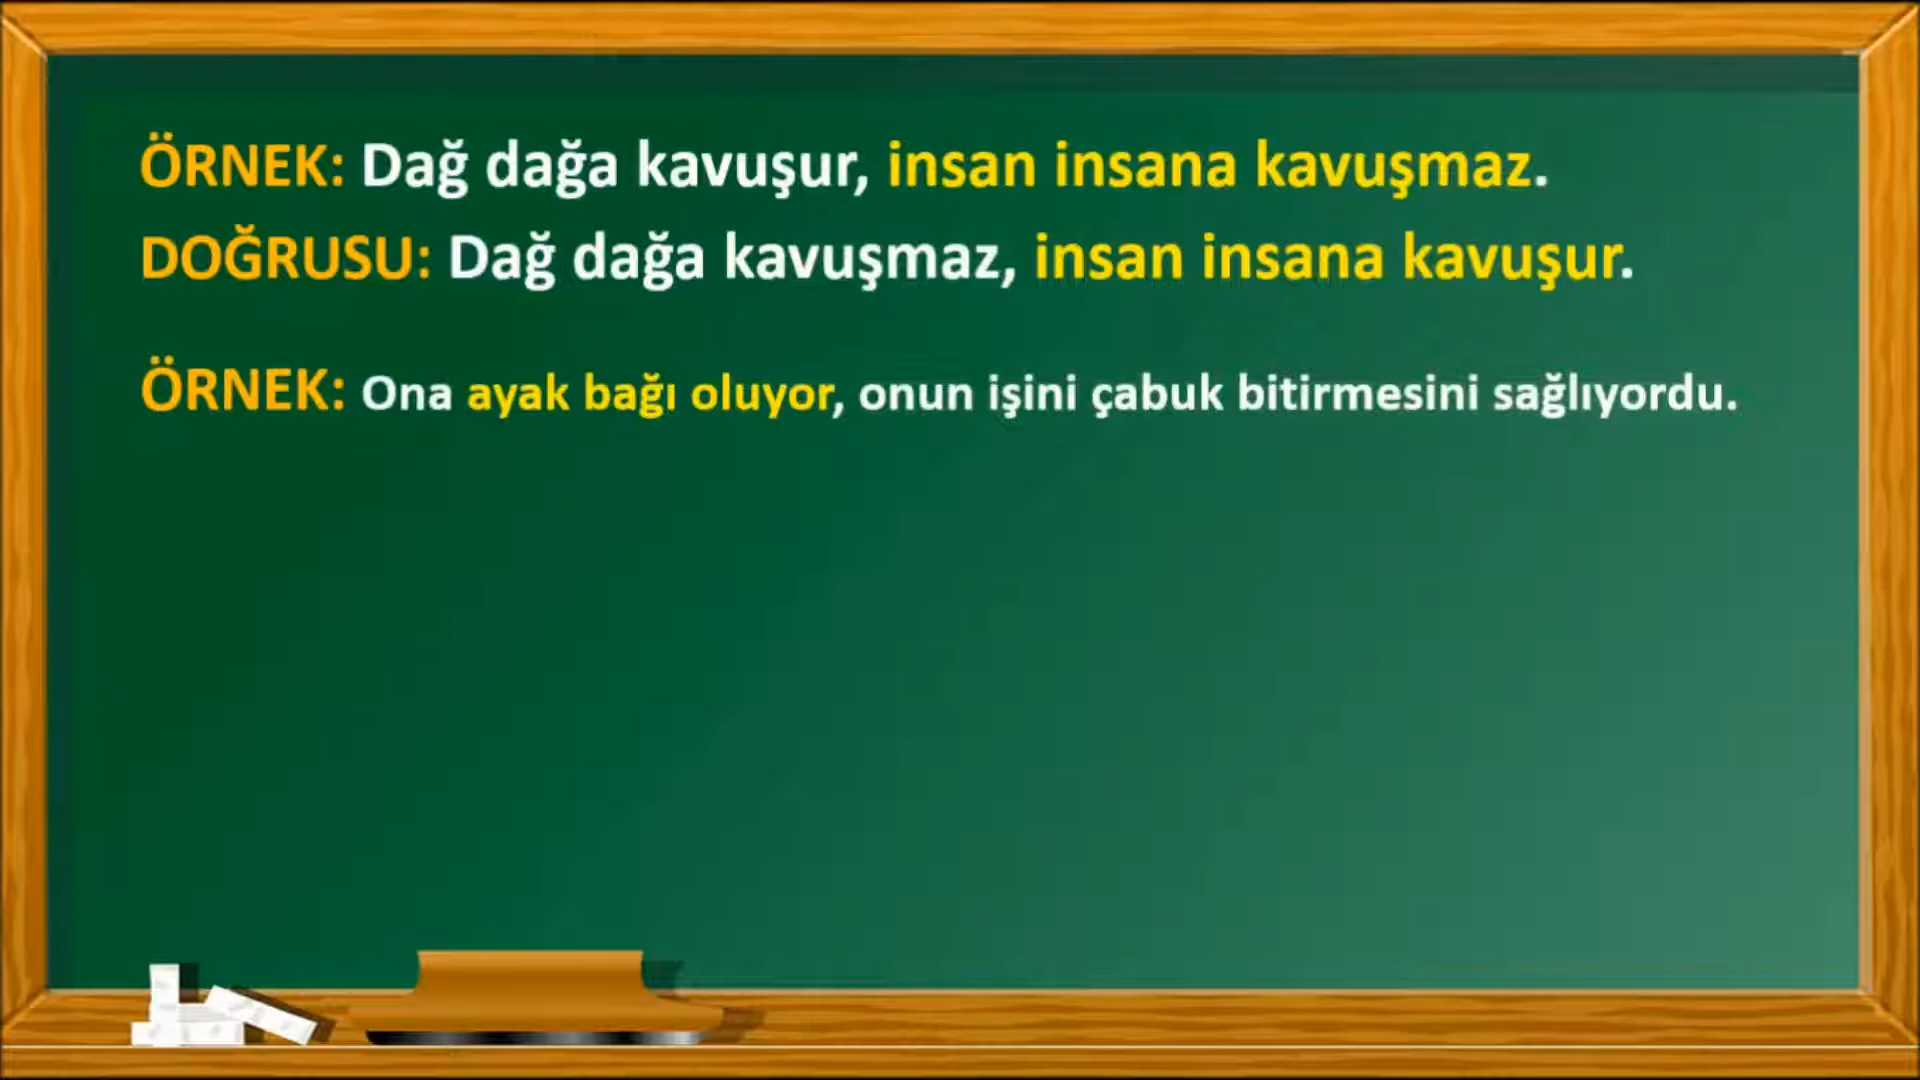 ÖRNEK: Dağ dağa kavuşur, insan insana kavuşmaz.
DOĞRUSU: Dağ dağa kavuşmaz, insan insana kavuşur.
ÖRNEK: Ona ayak bağı oluyor, onun işini çabuk bitirmesini sağlıyordu.